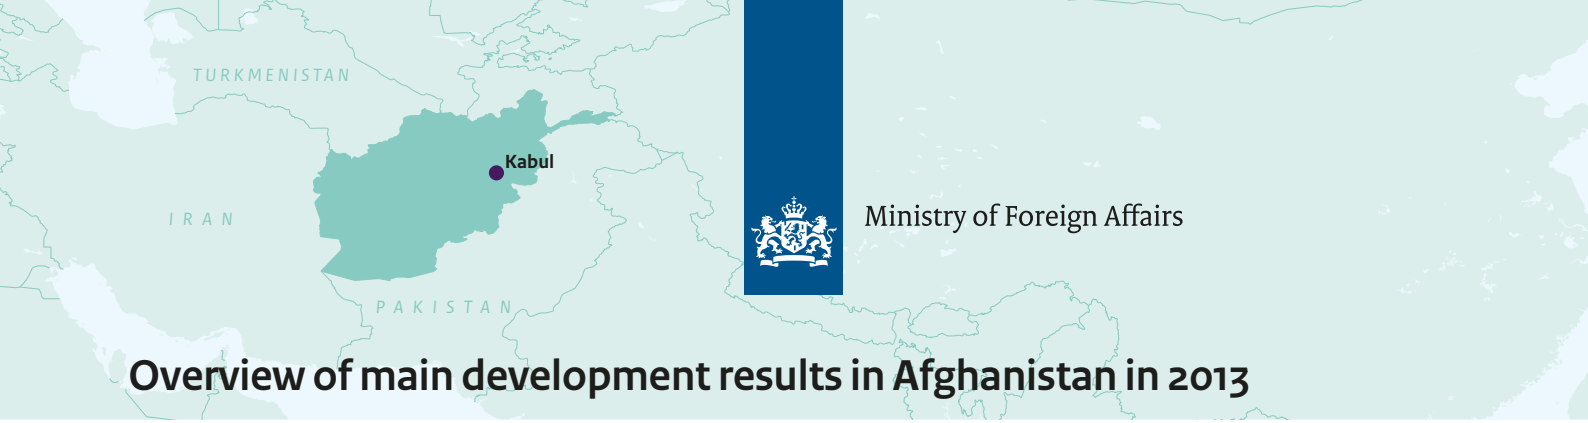 TURKMENISTAN
Kabul
IRAN
Ministry of Foreign Affairs
PAKISTAN
Overview of main development results in Afghanistan in 2013